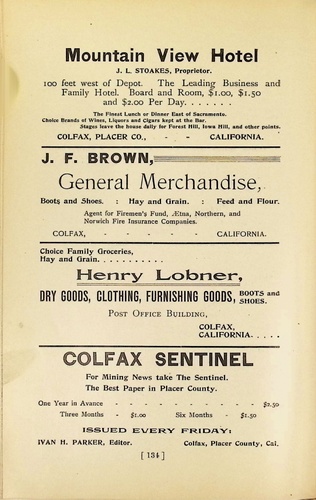 Mountain View Hotel
J. L. STOAKES, Proprietor.
100 feet west of Depot. The Leading Business and
Family Hotel. Board and Room, $1.00, $1.50
and $2.00 Per Day.......
The Finest Lunch or Dinner East of Sacramento.
Choice Brands of Wines, Liquors and Cigars kept at the Bar.
Stages leave the house daily for Forest Hill, Iowa Hill, and other points.
COLFAX, PLACER CO., - - CALIFORNIA.
J. F. BROWN,
General Merchandise,
Boots and Shoes. : Hay and Grain. : Feed and Flour.
Agent for Firemen's Fund, Ætna, Northern, and
Norwich Fire Insurance Companies.
COLFAX, - - - - CALIFORNIA.
Choice Family Groceries,
Hay and Grain...........
Henry Lobner,
DRY GOODS, CLOTHING, FURNISHING GOODS, BOOTS and SHOES.
POST OFFICE BUILDING,
COLFAX,
CALIFORNIA.....
COLFAX SENTINEL
For Mining News take The Sentinel.
The Best Paper in Placer County.
One Year in Avance - - - - - - - $2.50
Three Months - $1.00 Six Months - $1.50
ISSUED EVERY FRIDAY:
IVAN H. PARKER, Editor. Colfax, Placer County, Cal.
[ 134 ]